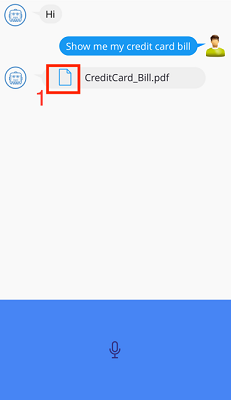 Hi
Show me my credit card bill
CreditCard_Bill.pdf
1